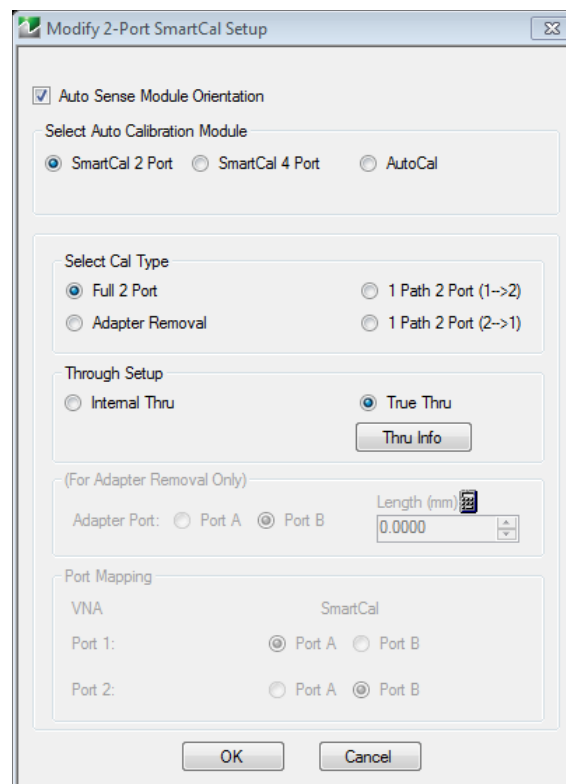 Modify 2-Port SmartCal Setup
Auto Sense Module Orientation
Select Auto Calibration Module
SmartCal 2 Port SmartCal 4 Port AutoCal
Select Cal Type
Full 2 Port 1 Path 2 Port (1-->2)
Adapter Removal 1 Path 2 Port (2-->1)
Through Setup
Internal Thru True Thru
Thru Info
(For Adapter Removal Only)
Length (mm)
Adapter Port: Port A Port B 0.0000
Port Mapping
VNA SmartCal
Port 1: Port A Port B
Port 2: Port A Port B
OK Cancel